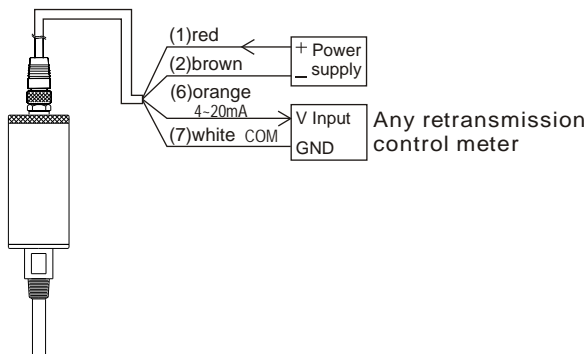 (1)red
+ Power
(2)brown
– supply
(6)orange
4~20mA
V Input
(7)white COM
GND
Any retransmission
control meter